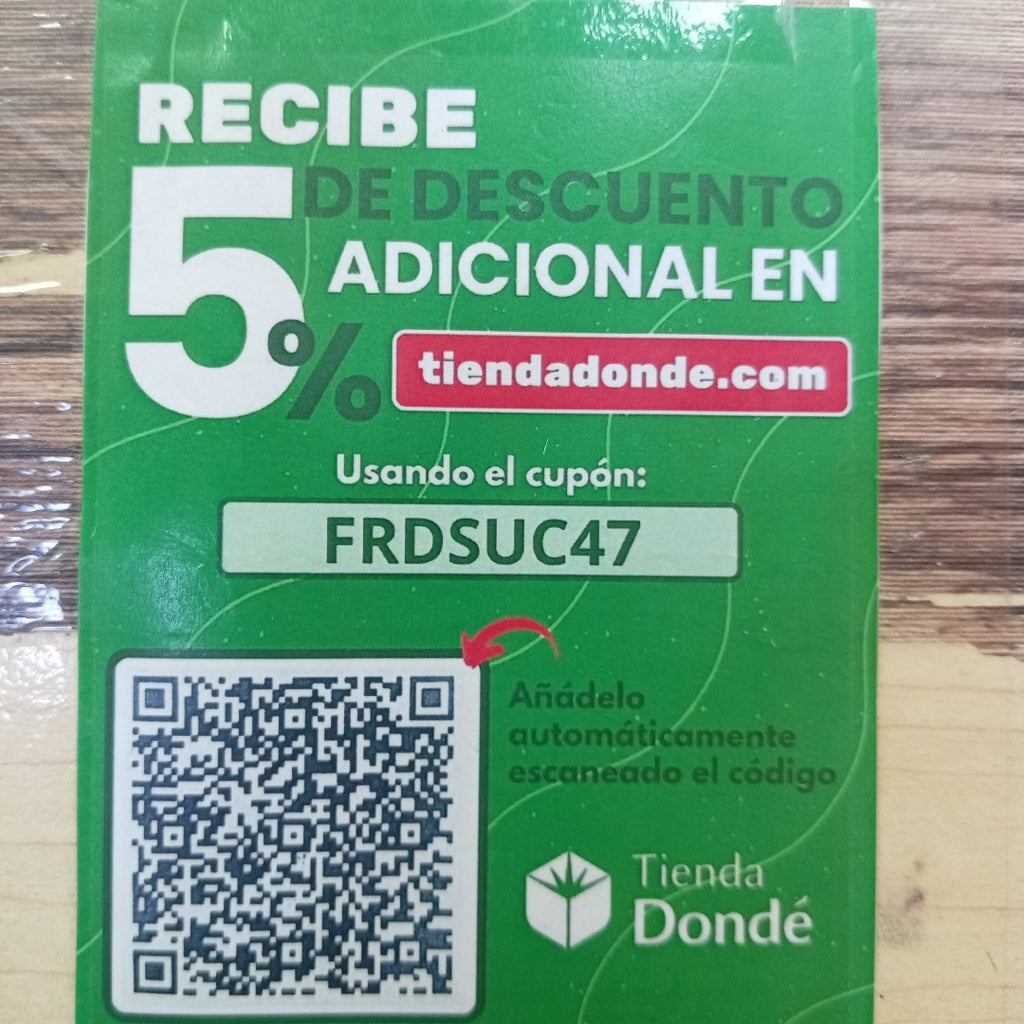 RECIBE
5% DE DESCUENTO
ADICIONAL EN
tiendadonde.com
Usando el cupón:
FRDSUC47
Añádelo
automáticamente
escaneado el código
Tienda
Dondé